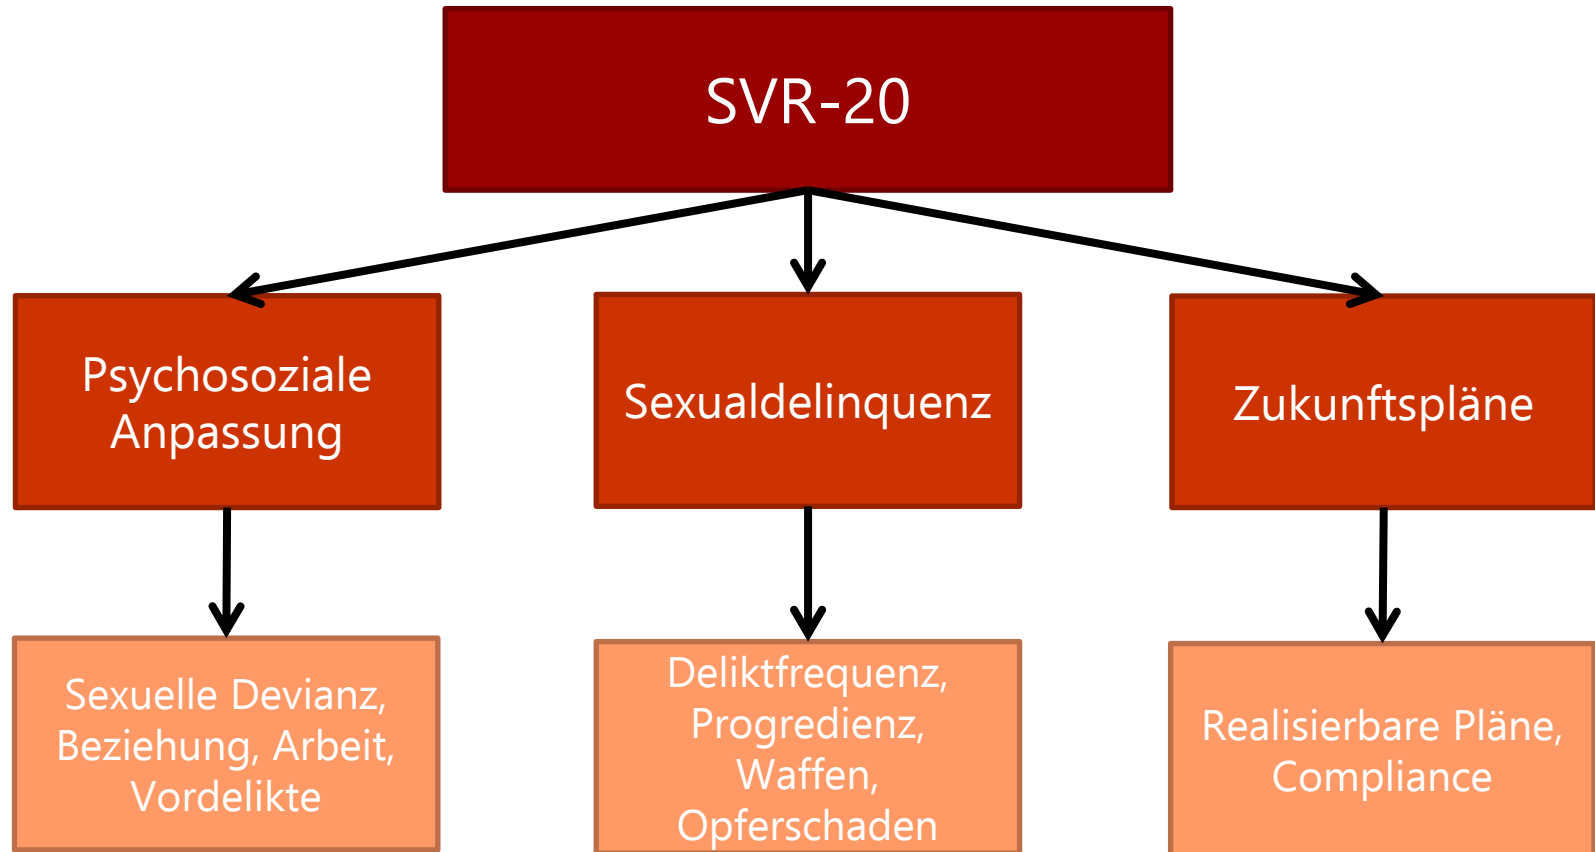 SVR-20
Psychosoziale
Anpassung
Sexualdelinquenz
Zukunftspläne
Sexuelle Devianz,
Beziehung, Arbeit,
Vordelikte
Deliktfrequenz,
Progredienz,
Waffen,
Opferschaden
Realisierbare Pläne,
Compliance